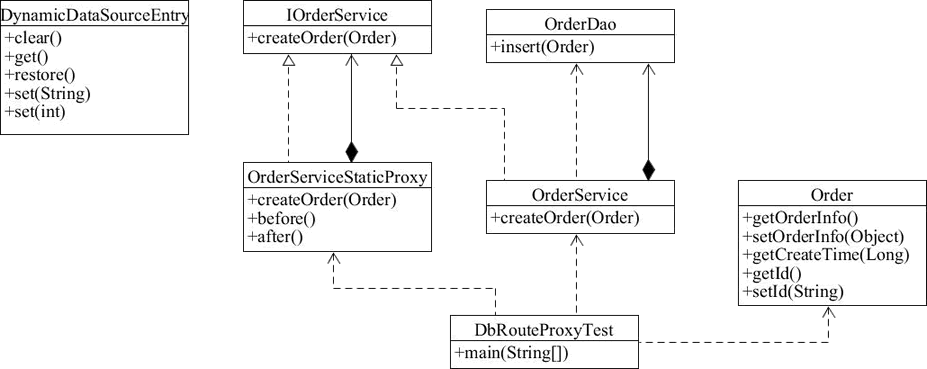 DynamicDataSourceEntry
+clear()
+get()
+restore()
+set(String)
+set(int)
IOrderService
+createOrder(Order)
OrderDao
+insert(Order)
OrderServiceStaticProxy
+createOrder(Order)
+before()
+after()
OrderService
+createOrder(Order)
Order
+getOrderInfo()
+setOrderInfo(Object)
+getCreateTime(Long)
+getId()
+setId(String)
DbRouteProxyTest
+main(String[])